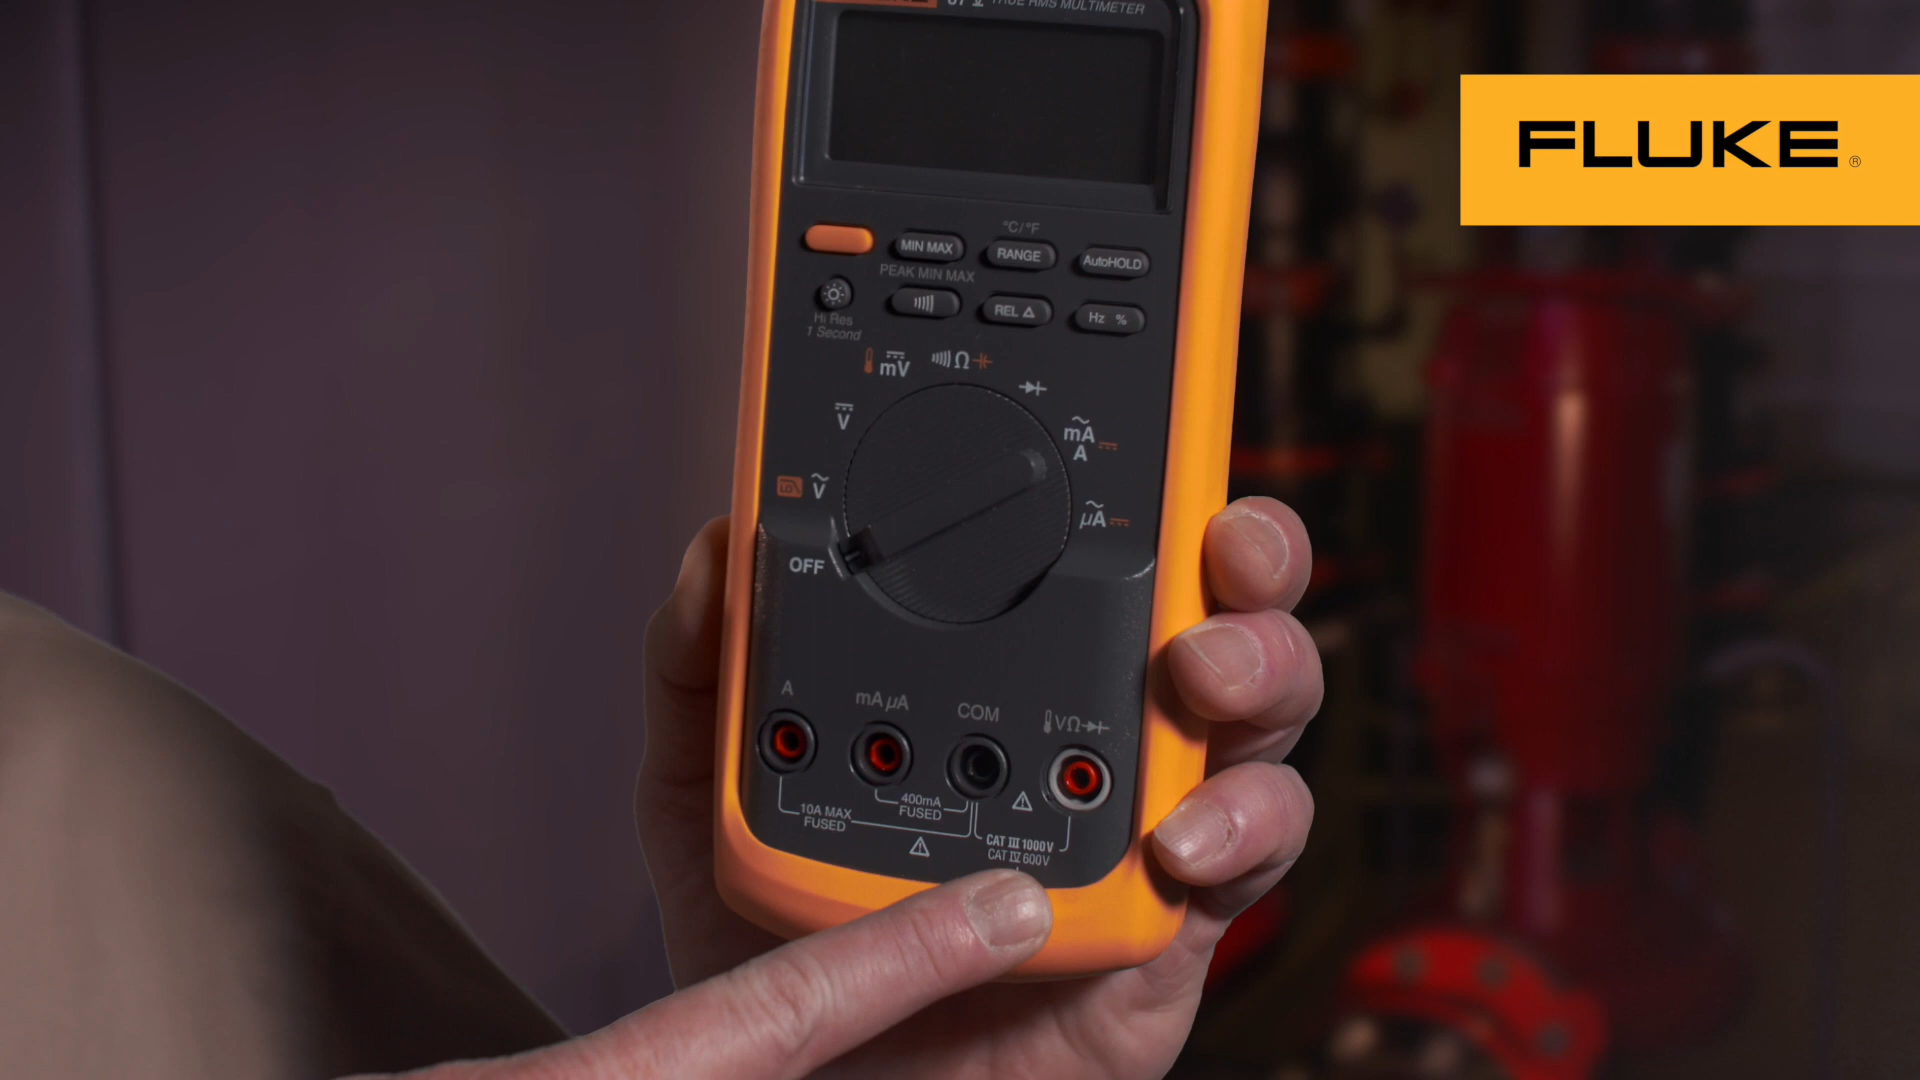 TRUE RMS MULTIMETER
FLUKE®
°C/°F
MIN MAX
RANGE
AutoHOLD
PEAK MIN MAX
REL Δ
Hz %
Hi Res
1 Second
mV
Ω
V
mA
A
LO
V
µA
OFF
A
mA µA
COM
VΩ
400mA
FUSED
10A MAX
FUSED
CAT III 1000V
CAT IV 600V